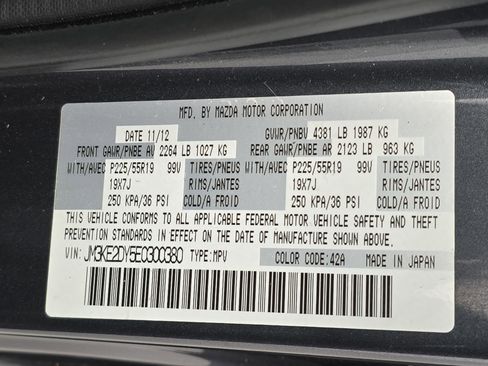 MFD. BY MAZDA MOTOR CORPORATION
DATE 11/12 GVWR/PNBV 4381 LB 1987 KG
FRONT GAWR/PNBE AV 2264 LB 1027 KG REAR GAWR/PNBE AR 2123 LB 963 KG
WITH/AVEC P225/55R19 99V TIRES/PNEUS WITH/AVEC P225/55R19 99V TIRES/PNEUS
19X7J RIMS/JANTES 19X7J RIMS/JANTES
250 KPA/36 PSI COLD/A FROID 250 KPA/36 PSI COLD/A FROID
THIS VEHICLE CONFORMS TO ALL APPLICABLE FEDERAL MOTOR VEHICLE SAFETY AND THEFT
PREVENTION STANDARDS IN EFFECT ON THE DATE OF MANUFACTURE SHOWN ABOVE.
VIN: JM3KE2DY5E0300380 TYPE:MPV COLOR CODE:42A MADE IN JAPAN